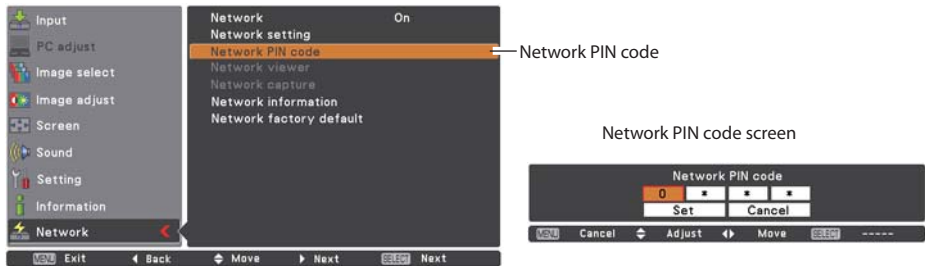 Input
PC adjust
Image select
Image adjust
Screen
Sound
Setting
Information
Network
Network On
Network setting
Network PIN code
Network viewer
Network capture
Network information
Network factory default
MENU Exit Back Move Next SELECT Next
Network PIN code
Network PIN code screen
Network PIN code
0 * * *
Set Cancel
MENU Cancel Adjust Move SELECT -----